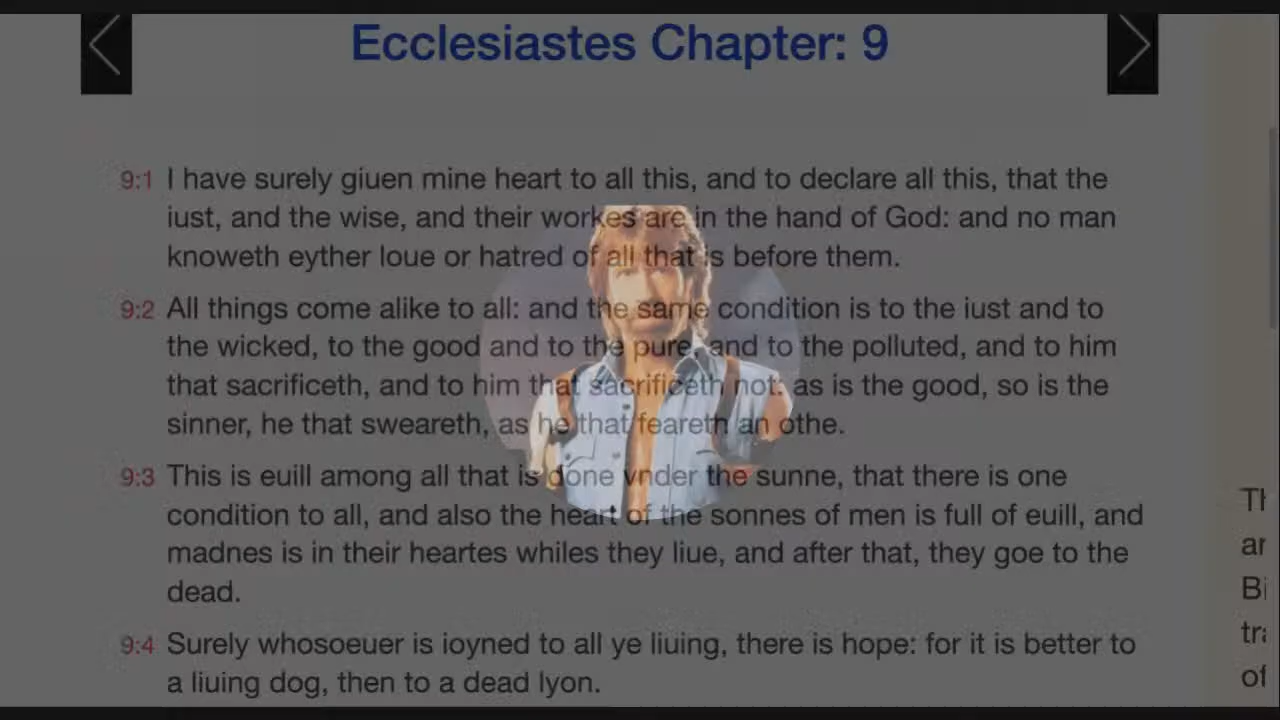 Ecclesiastes Chapter: 9
9:1 I have surely giuen mine heart to all this, and to declare all this, that the
iust, and the wise, and their workes are in the hand of God: and no man
knoweth eyther loue or hatred of all that is before them.
9:2 All things come alike to all: and the same condition is to the iust and to
the wicked, to the good and to the pure, and to the polluted, and to him
that sacrificeth, and to him that sacrificeth not: as is the good, so is the
sinner, he that sweareth, as he that feareth an othe.
9:3 This is euill among all that is done vnder the sunne, that there is one
condition to all, and also the heart of the sonnes of men is full of euill, and
madnes is in their heartes whiles they liue, and after that, they goe to the
dead.
9:4 Surely whosoeuer is ioyned to all ye liuing, there is hope: for it is better to
a liuing dog, then to a dead lyon.